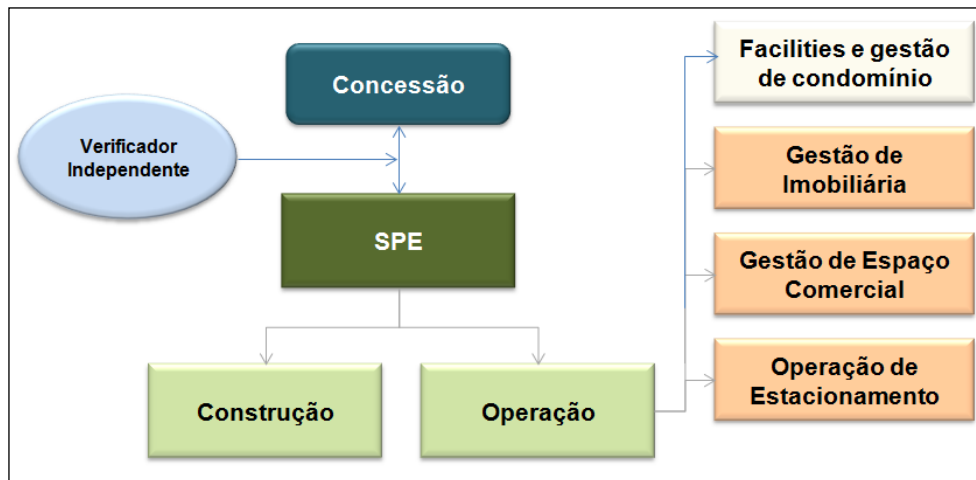 Concessão
Verificador
Independente
SPE
Construção
Operação
Facilities e gestão
de condomínio
Gestão de
Imobiliária
Gestão de Espaço
Comercial
Operação de
Estacionamento